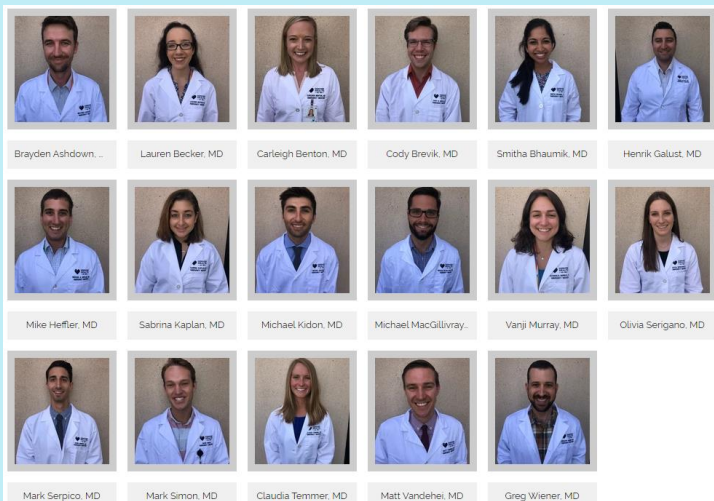 Brayden Ashdown, ...
Lauren Becker, MD
Carleigh Benton, MD
Cody Brevik, MD
Smitha Bhaumik, MD
Henrik Galust, MD
Mike Heffler, MD
Sabrina Kaplan, MD
Michael Kidon, MD
Michael MacGillivray...
Vanji Murray, MD
Olivia Serigano, MD
Mark Serpico, MD
Mark Simon, MD
Claudia Temmer, MD
Matt Vandehei, MD
Greg Wiener, MD